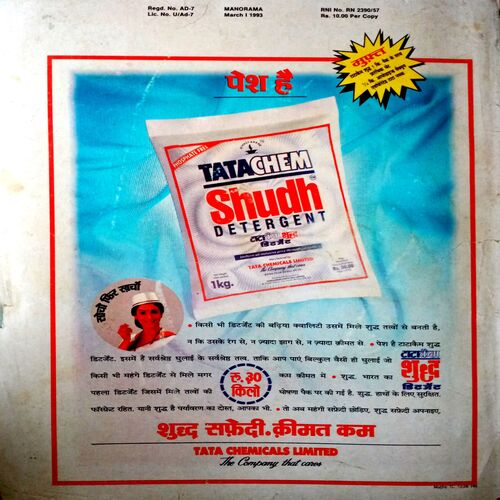 Regd. No. AD-7
Lic. No. U/Ad-7
MANORAMA
March I 1993
RNI No. RN 2390/57
Rs. 10.00 Per Copy
मुफ़्त
पेश है
PHOSPHATE FREE
TATACHEM
Shudh
DETERGENT
टाटाकैम शुद्ध
डिटर्जेंट
TATA CHEMICALS LIMITED
The Company that cares
1kg.
सोचो फिर सोचो
• किसी भी डिटर्जेंट की बढ़िया क्वालिटी उसमें मिले शुद्ध तत्वों से बनती है,
न कि उसके रंग से, न ज़्यादा झाग से, न ज़्यादा क़ीमत से. • पेश है टाटाकैम शुद्ध
डिटर्जेंट. इसमें हैं सर्वश्रेष्ठ धुलाई के सर्वश्रेष्ठ तत्व, ताकि आप पाएं बिल्कुल वैसी ही धुलाई जो
किसी भी महंगे डिटर्जेंट से मिले मगर कम क़ीमत में • शुद्ध, भारत का
पहला डिटर्जेंट जिसमें मिले तत्वों की घोषणा पैक पर की गई है. शुद्ध, हाथों के लिए सुरक्षित.
फॉस्फ़ेट रहित. यानी शुद्ध है पर्यावरण का दोस्त, आपका भी. • तो अब महंगी सफ़ेदी छोड़िए, शुद्ध सफ़ेदी अपनाइए.
रु. ३०
किलो
टाटाकैम
शुद्ध
डिटर्जेंट
शुद्ध सफ़ेदी. क़ीमत कम
TATA CHEMICALS LIMITED
The Company that cares